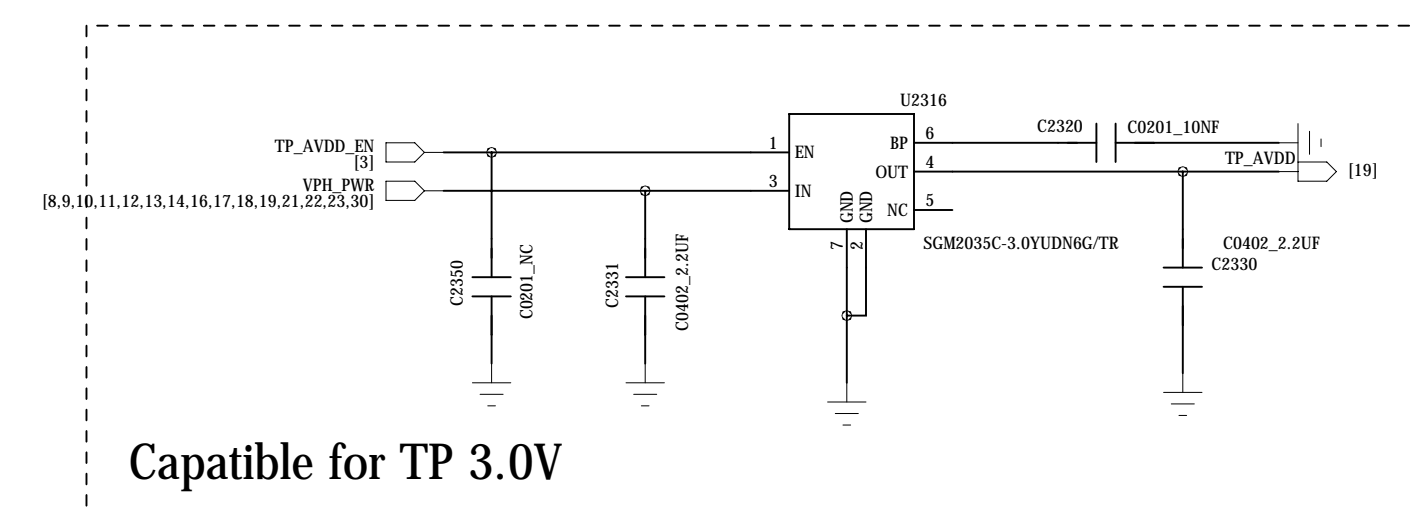 U2316
TP_AVDD_EN
[3]
VPH_PWR
[8,9,10,11,12,13,14,16,17,18,19,21,22,23,30]
1
EN
3
IN
BP
6
OUT
4
NC
5
GND
GND
7
2
C2320
C0201_10NF
TP_AVDD
[19]
SGM2035C-3.0YUDN6G/TR
C2350
C0201_NC
C2331
C0402_2.2UF
C0402_2.2UF
C2330
Capatible for TP 3.0V